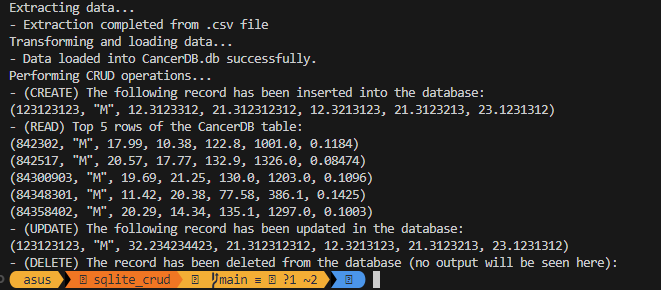 Extracting data...
- Extraction completed from .csv file
Transforming and loading data...
- Data loaded into CancerDB.db successfully.
Performing CRUD operations...
- (CREATE) The following record has been inserted into the database:
(123123123, "M", 12.3123312, 21.312312312, 12.3213123, 21.3123213, 23.1231312)
- (READ) Top 5 rows of the CancerDB table:
(842302, "M", 17.99, 10.38, 122.8, 1001.0, 0.1184)
(842517, "M", 20.57, 17.77, 132.9, 1326.0, 0.08474)
(84300903, "M", 19.69, 21.25, 130.0, 1203.0, 0.1096)
(84348301, "M", 11.42, 20.38, 77.58, 386.1, 0.1425)
(84358402, "M", 20.29, 14.34, 135.1, 1297.0, 0.1003)
- (UPDATE) The following record has been updated in the database:
(123123123, "M", 32.234234423, 21.312312312, 12.3213123, 21.3123213, 23.1231312)
- (DELETE) The record has been deleted from the database (no output will be seen here):
asus sqlite_crud main ≡ ?1 ~2